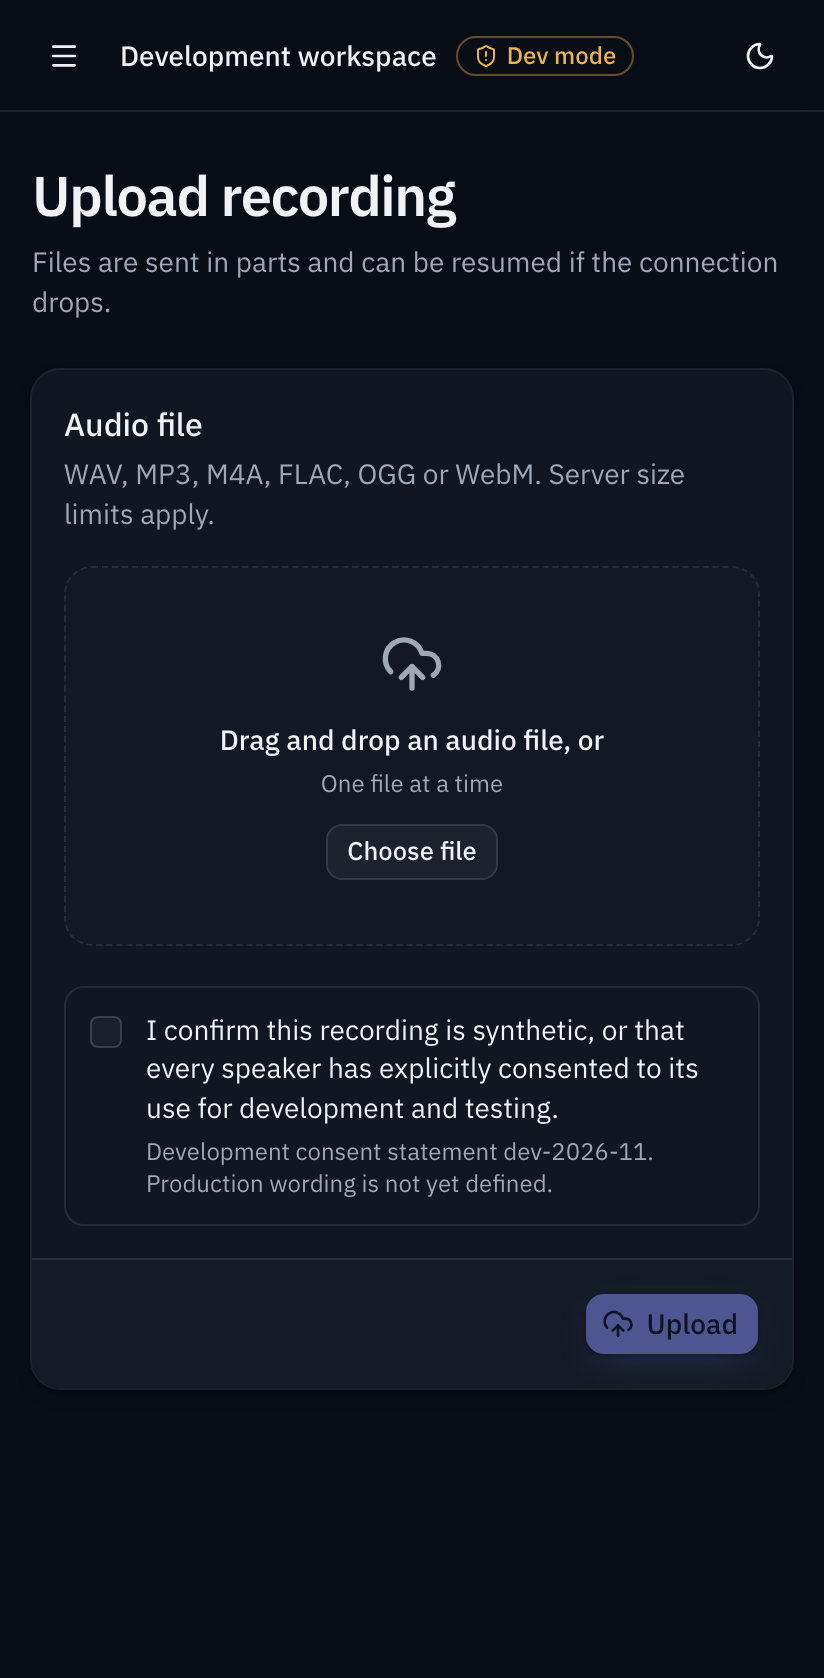 Development workspace
Dev mode
Upload recording
Files are sent in parts and can be resumed if the connection
drops.
Audio file
WAV, MP3, M4A, FLAC, OGG or WebM. Server size
limits apply.
Drag and drop an audio file, or
One file at a time
Choose file
I confirm this recording is synthetic, or that
every speaker has explicitly consented to its
use for development and testing.
Development consent statement dev-2026-11.
Production wording is not yet defined.
Upload